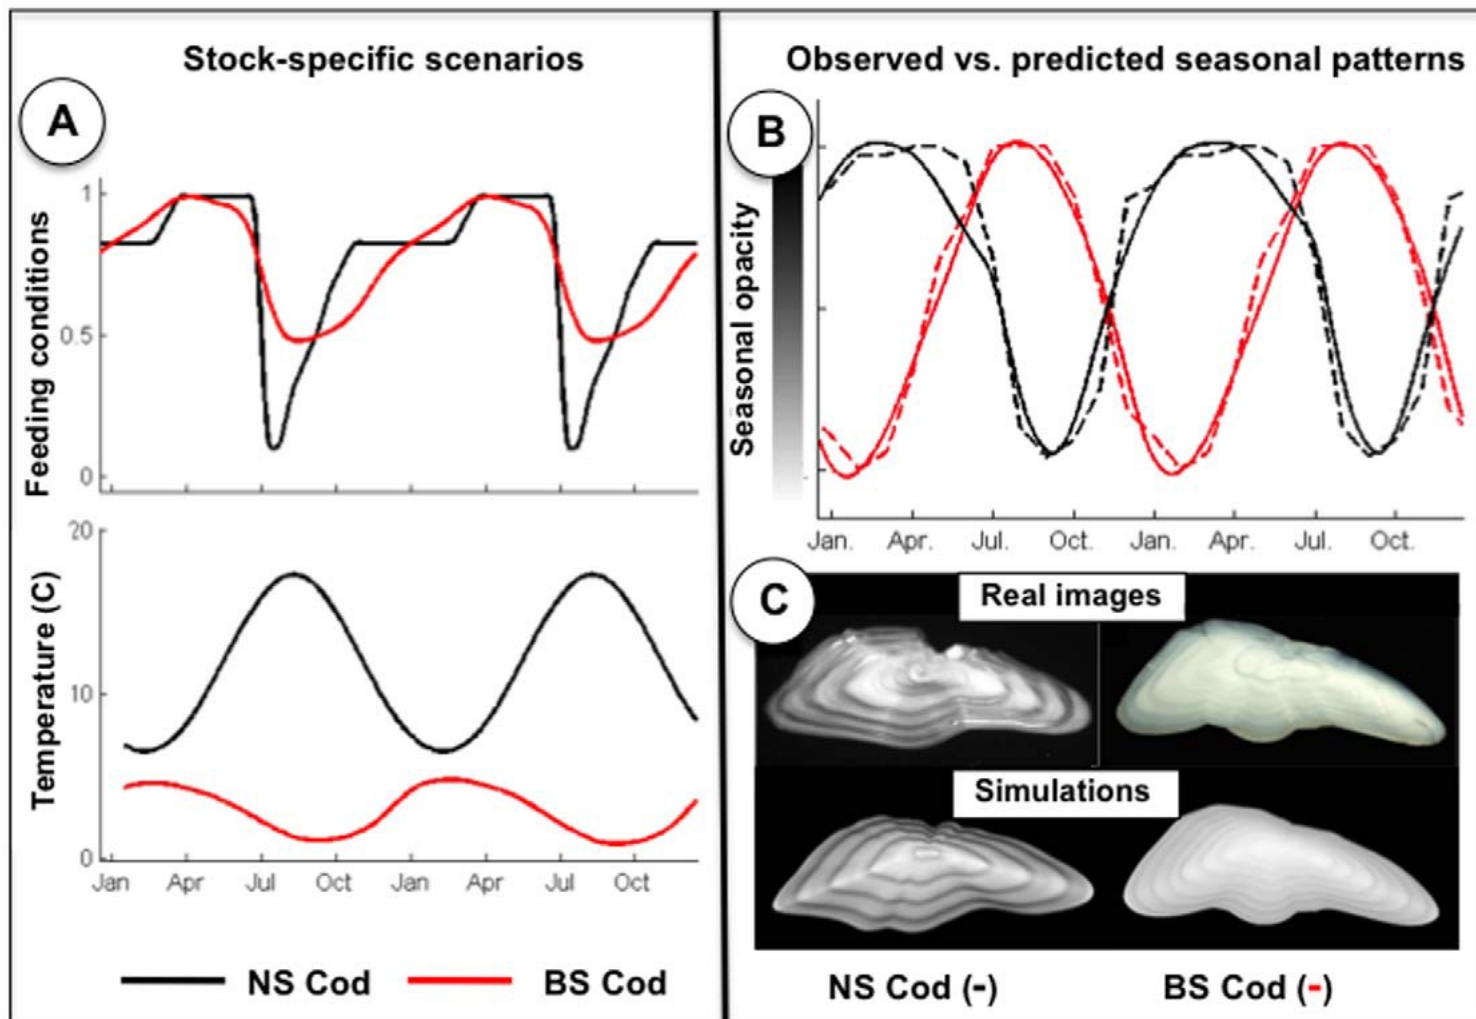 Stock-specific scenarios
A
Feeding conditions
1
0.5
0
Temperature (C)
20
10
0
Jan Apr Jul Oct Jan Apr Jul Oct
NS Cod BS Cod
Observed vs. predicted seasonal patterns
B
Seasonal opacity
Jan. Apr. Jul. Oct. Jan. Apr. Jul. Oct.
C
Real images
Simulations
NS Cod (-) BS Cod (-)